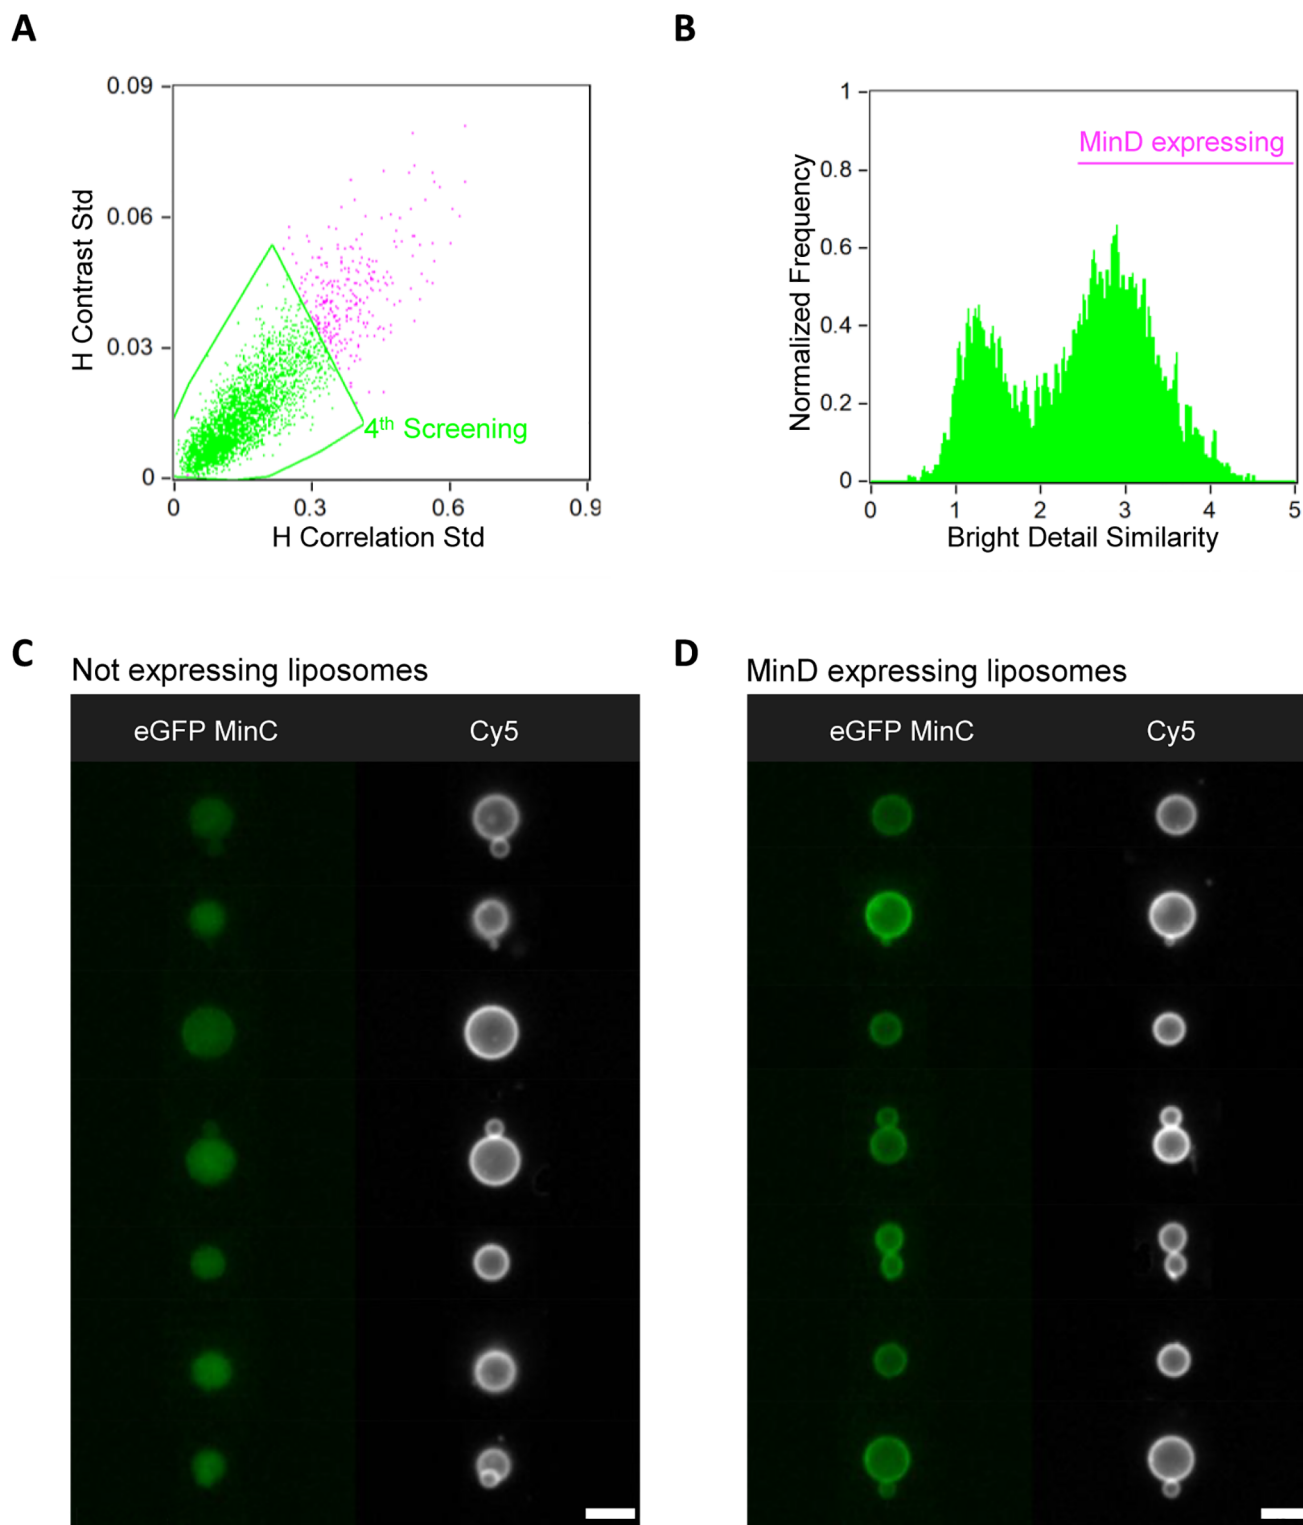 A
0.09
0.06
0.03
0
0
0.3
0.6
0.9
H Contrast Std
H Correlation Std
4th Screening
B
1
0.8
0.6
0.4
0.2
0
0
1
2
3
4
5
Normalized Frequency
Bright Detail Similarity
MinD expressing
C
Not expressing liposomes
eGFP MinC
Cy5
D
MinD expressing liposomes
eGFP MinC
Cy5